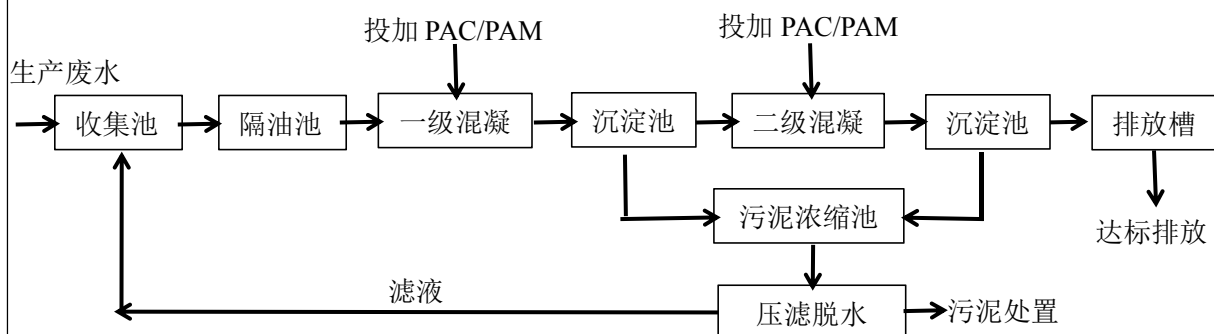 投加 PAC/PAM
投加 PAC/PAM
生产废水
收集池
隔油池
一级混凝
沉淀池
二级混凝
沉淀池
排放槽
污泥浓缩池
达标排放
滤液
压滤脱水
污泥处置